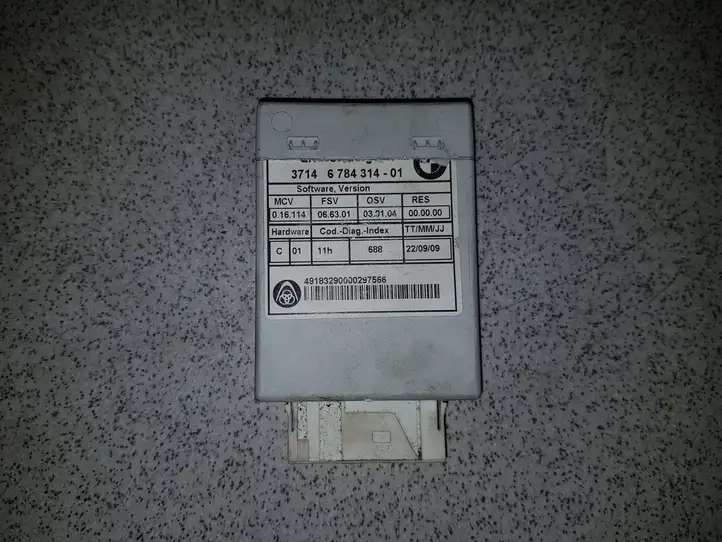 3714 6 784 314 - 01
Software, Version
MCV FSV OSV RES
0.16.114 06.63.01 03.31.04 00.00.00
Hardware Cod.-Diag.-Index TT/MM/JJ
C 01 11h 688 22/09/09
49183290000297566